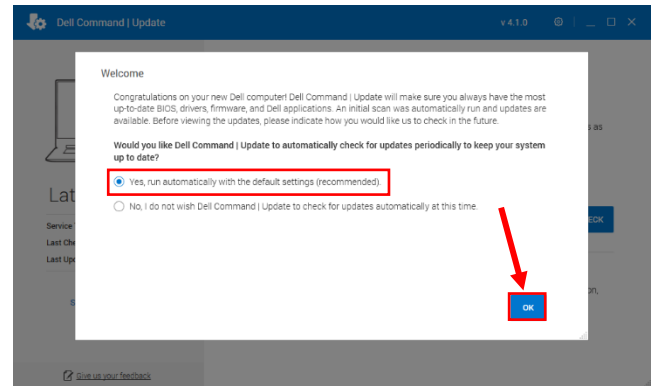 Dell Command | Update
v 4.1.0
Welcome
Congratulations on your new Dell computer! Dell Command | Update will make sure you always have the most
up-to-date BIOS, drivers, firmware, and Dell applications. An initial scan was automatically run and updates are
available. Before viewing the updates, please indicate how you would like us to check in the future.
Would you like Dell Command | Update to automatically check for updates periodically to keep your system
up to date?
Yes, run automatically with the default settings (recommended).
No, I do not wish Dell Command | Update to check for updates automatically at this time.
OK
s as
Lat
Service
ECK
Last Che
Last Upd
on,
S
Give us your feedback